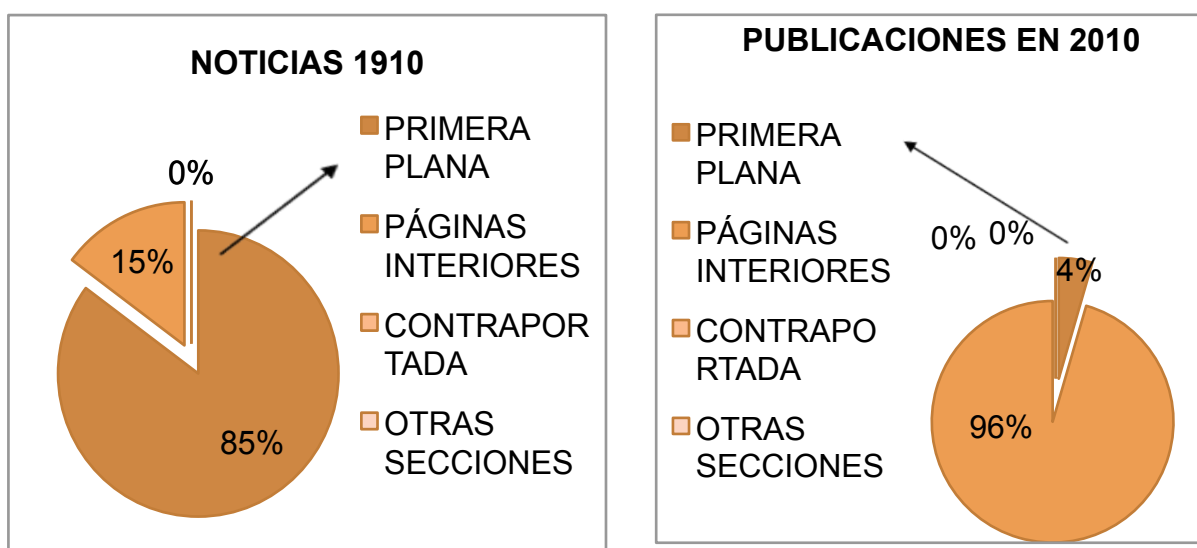 NOTICIAS 1910
0%
15%
85%
PRIMERA
PLANA
PÁGINAS
INTERIORES
CONTRAPOR
TADA
OTRAS
SECCIONES
PUBLICACIONES EN 2010
PRIMERA
PLANA
PÁGINAS
INTERIORES
CONTRAPO
RTADA
OTRAS
SECCIONES
0% 0%
4%
96%